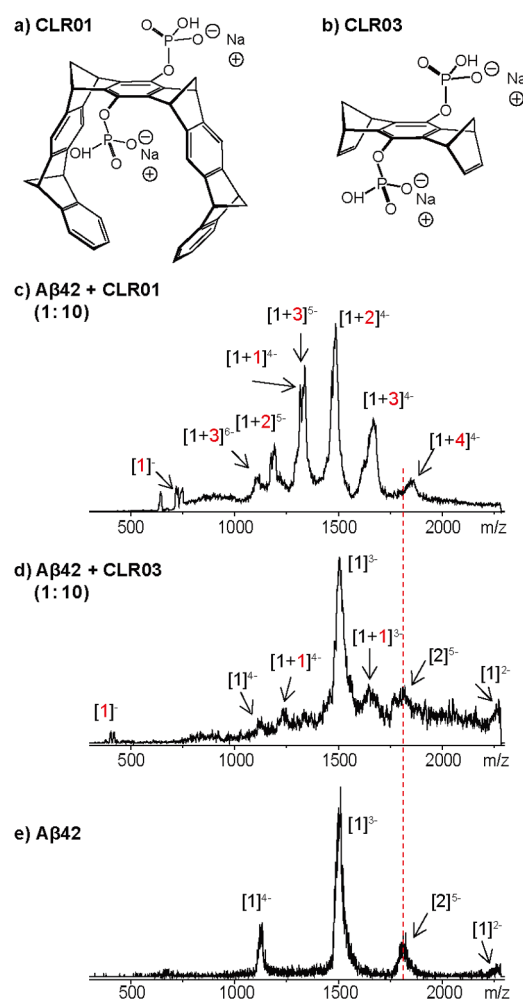 a) CLR01
b) CLR03
O OH
P
O ⊖ Na
O ⊕
O
OH P O ⊖ Na
O ⊕
O OH
P
O ⊖ Na
O ⊕
O
P O ⊖ Na
OH O ⊕
c) Aβ42 + CLR01
(1:10)
[1+3]⁵⁻
[1+2]⁴⁻
[1+1]⁴⁻
[1+3]⁶⁻
[1+2]⁵⁻
[1+3]⁴⁻
[1+4]⁴⁻
[1]⁻
500 1000 1500 2000 m/z
d) Aβ42 + CLR03
(1:10)
[1]³⁻
[1]⁴⁻
[1+1]⁴⁻
[1+1]³⁻
[2]⁵⁻
[1]²⁻
[1]⁻
500 1000 1500 2000 m/z
e) Aβ42
[1]³⁻
[1]⁴⁻
[2]⁵⁻
[1]²⁻
500 1000 1500 2000 m/z